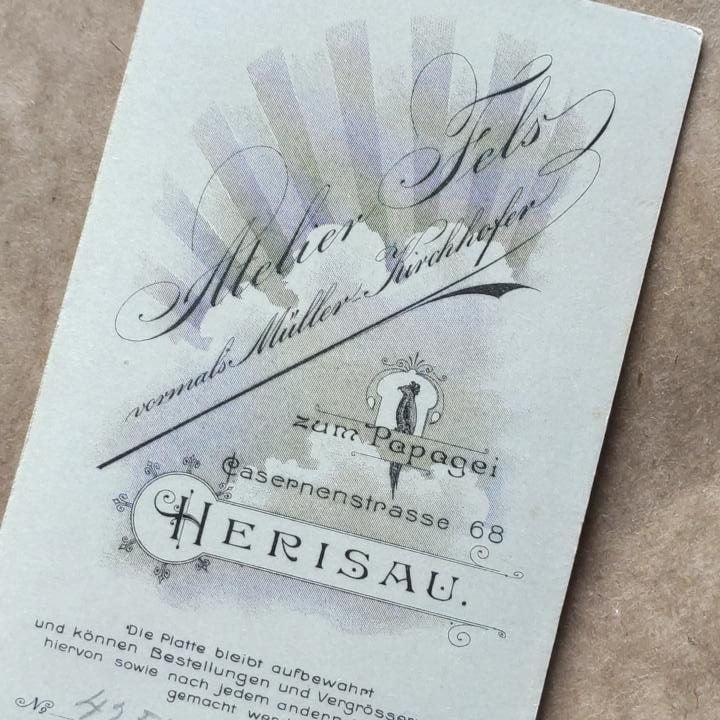 Atelier Fels
vormals Müller-Kirchhofer
zum Papagei
Casernenstrasse 68
HERISAU.
Die Platte bleibt aufbewahrt
und können Bestellungen und Vergrösser
hiervon sowie nach jedem andern
gemacht
No